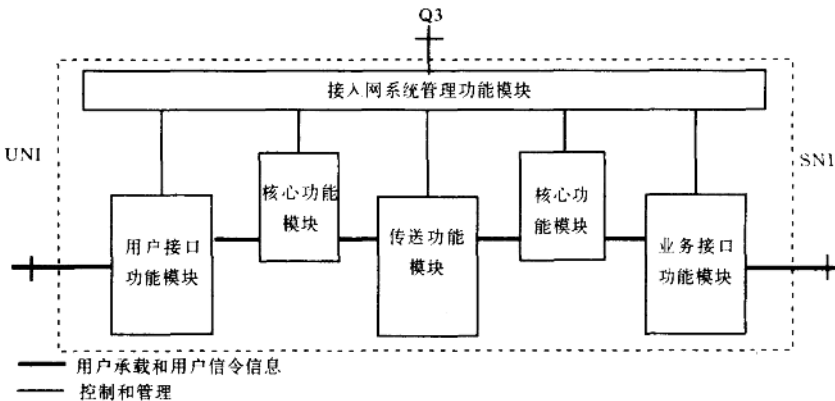 Q3
接入网系统管理功能模块
UNI
SNI
核心功能
模块
核心功
能模块
用户接口
功能模块
传送功能
模块
业务接口
功能模块
用户承载和用户信令信息
控制和管理